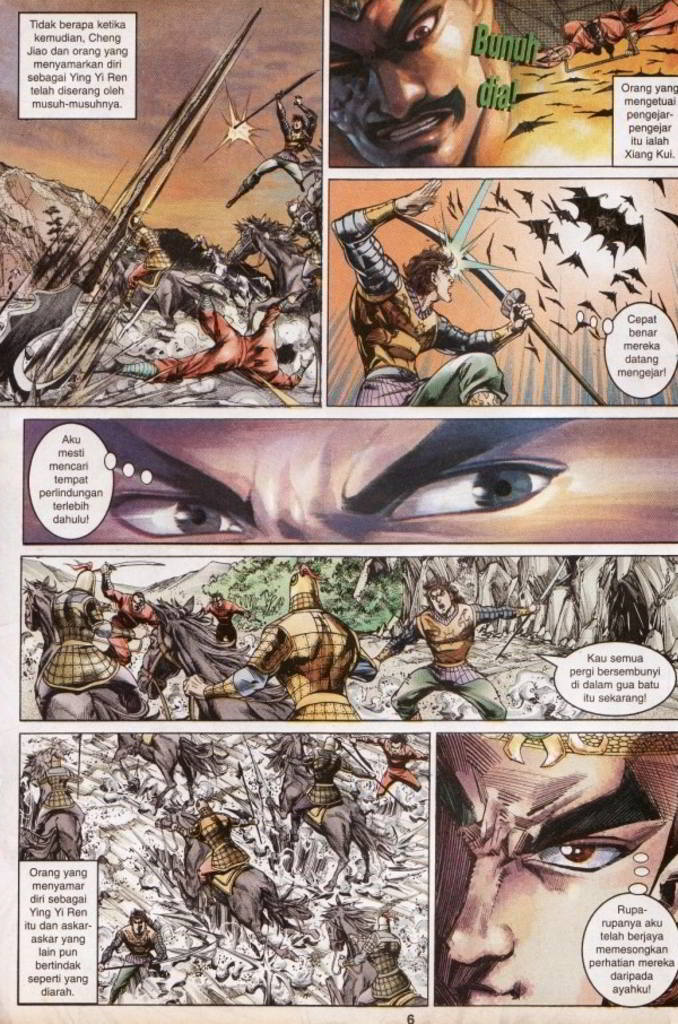 Tidak berapa ketika
kemudian, Cheng
Jiao dan orang yang
menyamarkan diri
sebagai Ying Yi Ren
telah diserang oleh
musuh-musuhnya.
Bunuh
dia!
Orang yang
mengetuai
pengejar-
pengejar
itu ialah
Xiang Kui.
Cepat
benar
mereka
datang
mengejar!
Aku
mesti
mencari
tempat
perlindungan
terlebih
dahulu!
Kau semua
pergi bersembunyi
di dalam gua batu
itu sekarang!
Orang yang
menyamar
diri sebagai
Ying Yi Ren
itu dan askar-
askar yang
lain pun
bertindak
seperti yang
diarah.
Rupa-
rupanya aku
telah berjaya
memesongkan
perhatian mereka
daripada
ayahku!
6